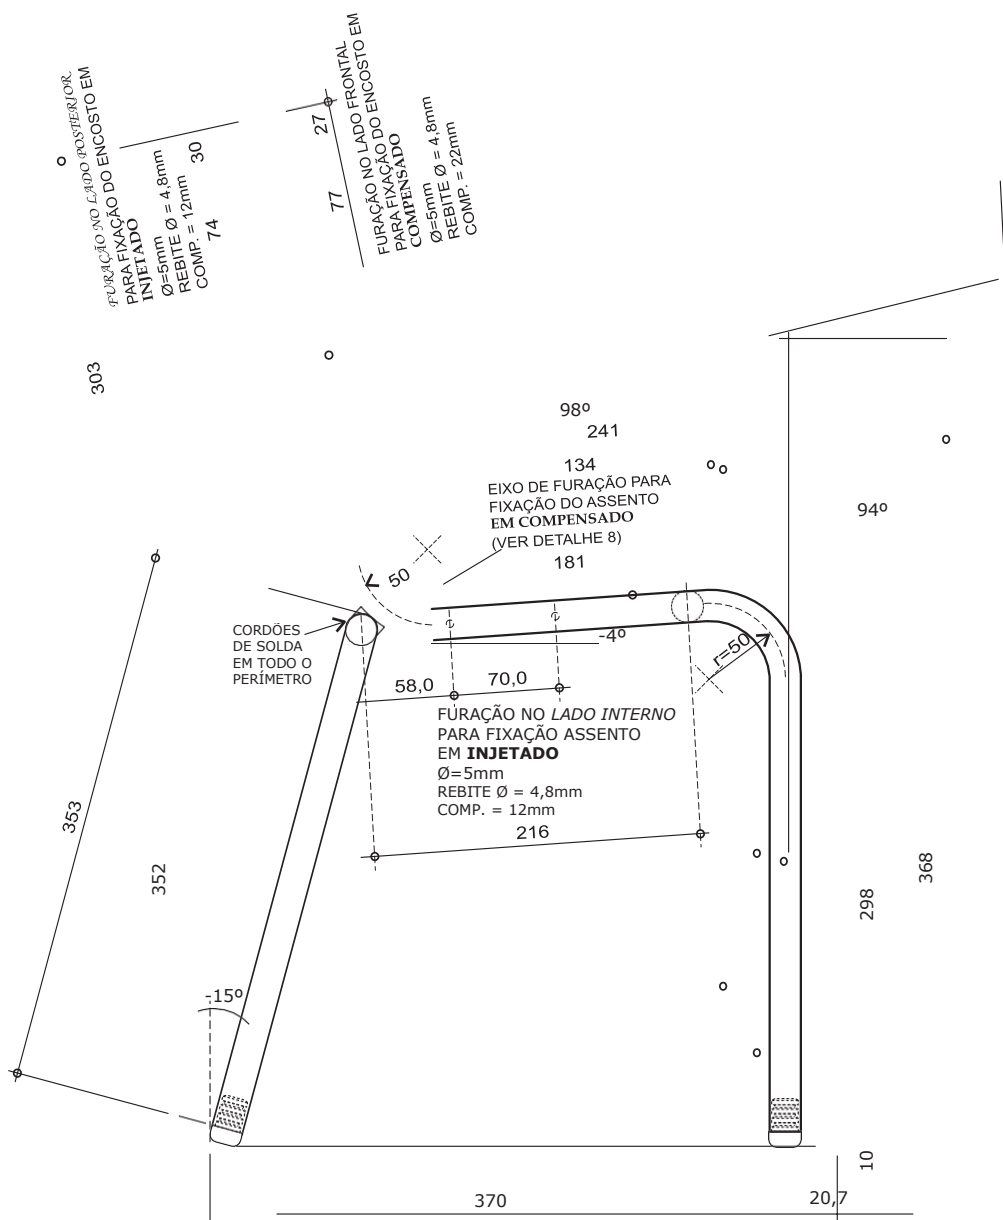 FURAÇÃO NO LADO POSTERIOR
PARA FIXAÇÃO DO ENCOSTO EM
INJETADO
Ø=5mm
REBITE Ø = 4,8mm
COMP. = 12mm
30
74
27
77
FURAÇÃO NO LADO FRONTAL
PARA FIXAÇÃO DO ENCOSTO EM
COMPENSADO
Ø=5mm
REBITE Ø = 4,8mm
COMP. = 22mm
303
98º
241
134
EIXO DE FURAÇÃO PARA
FIXAÇÃO DO ASSENTO
EM COMPENSADO
(VER DETALHE 8)
181
94º
50
CORDÕES
DE SOLDA
EM TODO O
PERÍMETRO
-4º
r=50
58,0
70,0
FURAÇÃO NO LADO INTERNO
PARA FIXAÇÃO ASSENTO
EM INJETADO
Ø=5mm
REBITE Ø = 4,8mm
COMP. = 12mm
216
353
352
298
368
-15º
10
370
20,7